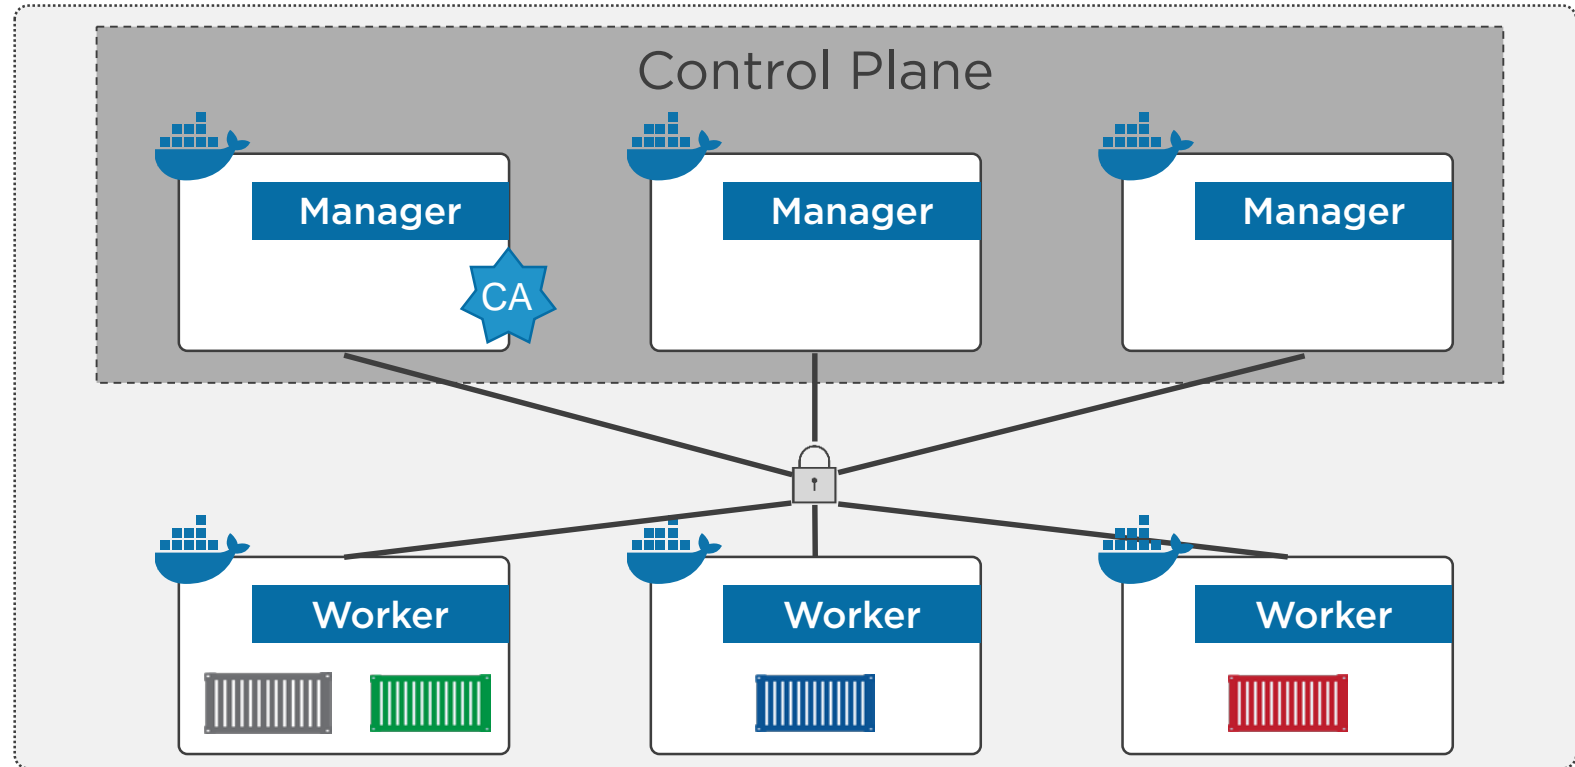 Control Plane
Manager
Manager
Manager
CA
Worker
Worker
Worker